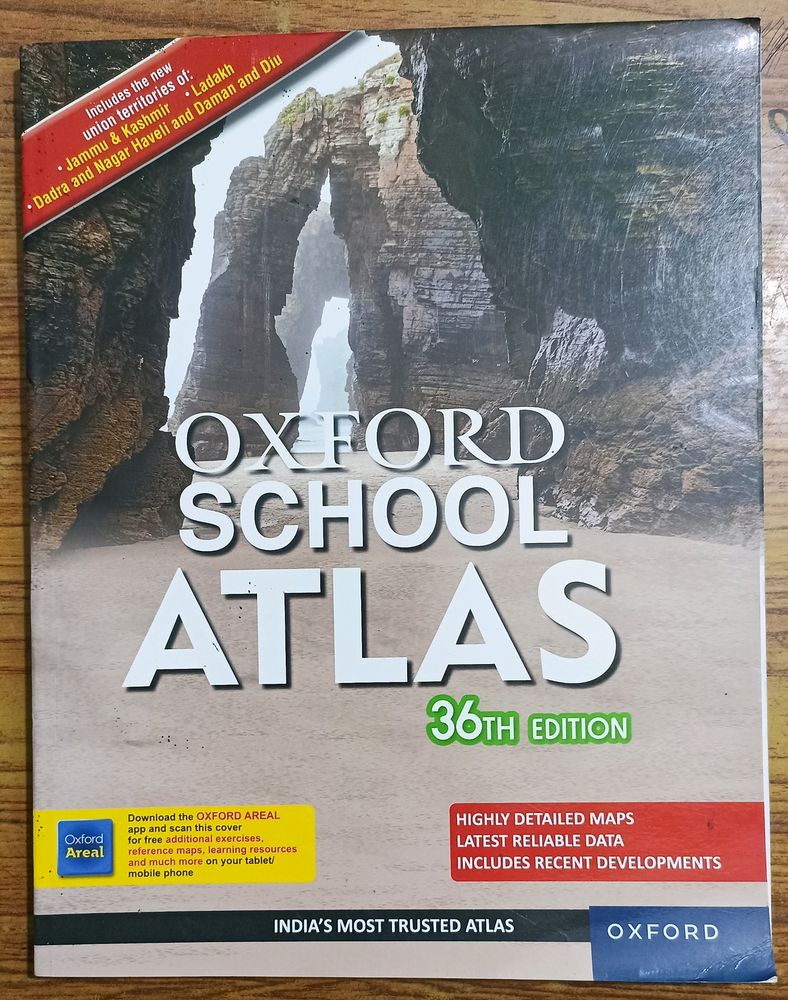 Includes the new
union territories of:
• Jammu & Kashmir • Ladakh
• Dadra and Nagar Haveli and Daman and Diu
OXFORD
SCHOOL
ATLAS
36TH EDITION
Oxford
Areal
Download the OXFORD AREAL
app and scan this cover
for free additional exercises,
reference maps, learning resources
and much more on your tablet/
mobile phone
HIGHLY DETAILED MAPS
LATEST RELIABLE DATA
INCLUDES RECENT DEVELOPMENTS
INDIA'S MOST TRUSTED ATLAS
OXFORD